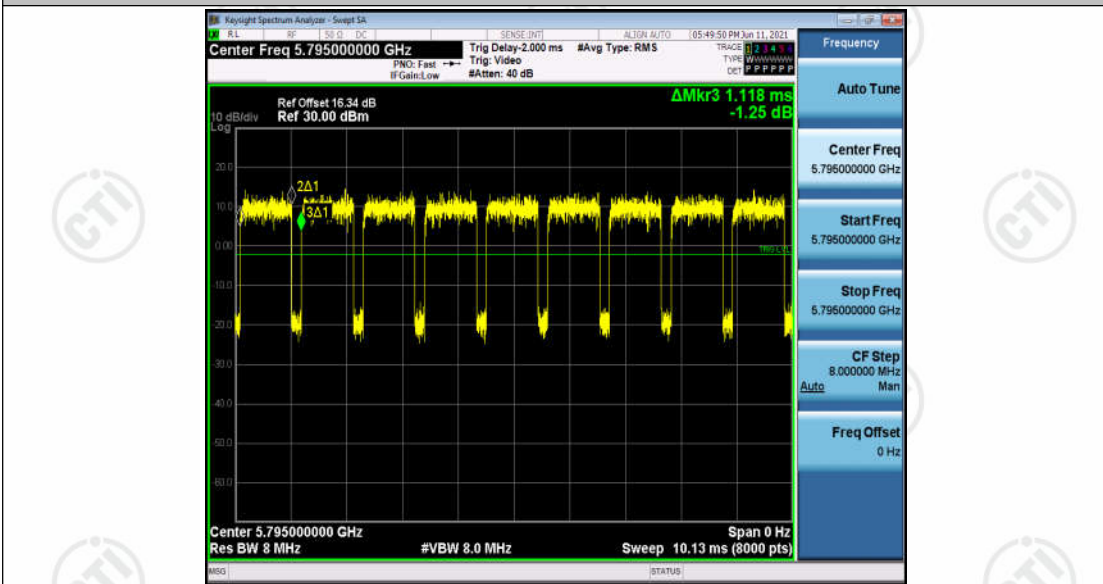 Keysight Spectrum Analyzer - Swept SA
RL RF 50 Ω DC SENSE:INT ALIGN AUTO 05:49:50 PM Jun 11, 2021
Center Freq 5.795000000 GHz
PNO: Fast
IFGain:Low
Trig Delay-2.000 ms
Trig: Video
#Atten: 40 dB
#Avg Type: RMS
TRACE 1 2 3 4 5 6
TYPE WWWWWW
DET P P P P P P
Frequency
Auto Tune
Center Freq
5.795000000 GHz
Start Freq
5.795000000 GHz
Stop Freq
5.795000000 GHz
CF Step
8.000000 MHz
Auto Man
Freq Offset
0 Hz
ΔMkr3 1.118 ms
-1.25 dB
Ref Offset 16.34 dB
10 dB/div Ref 30.00 dBm
Log
20.0
10.0
0.00
-10.0
-20.0
-30.0
-40.0
-50.0
-60.0
2Δ1
3Δ1
TRIG LVL
Center 5.795000000 GHz Span 0 Hz
Res BW 8 MHz #VBW 8.0 MHz Sweep 10.13 ms (8000 pts)
MSG STATUS
CTI
CTI